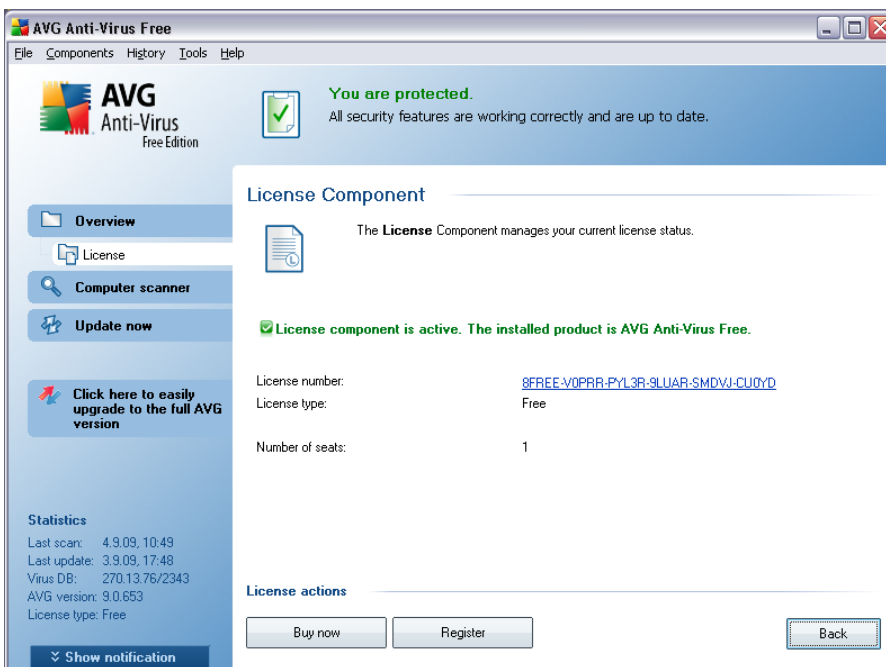 AVG Anti-Virus Free
File Components History Tools Help
AVG
Anti-Virus
Free Edition
You are protected.
All security features are working correctly and are up to date.
Overview
License
Computer scanner
Update now
Click here to easily
upgrade to the full AVG
version
Statistics
Last scan: 4.9.09, 10:49
Last update: 3.9.09, 17:48
Virus DB: 270.13.76/2343
AVG version: 9.0.653
License type: Free
Show notification
License Component
The License Component manages your current license status.
License component is active. The installed product is AVG Anti-Virus Free.
License number: 8FREE-V0PRR-PYL3R-9LUAR-SMDVJ-CU0YD
License type: Free
Number of seats: 1
License actions
Buy now Register Back